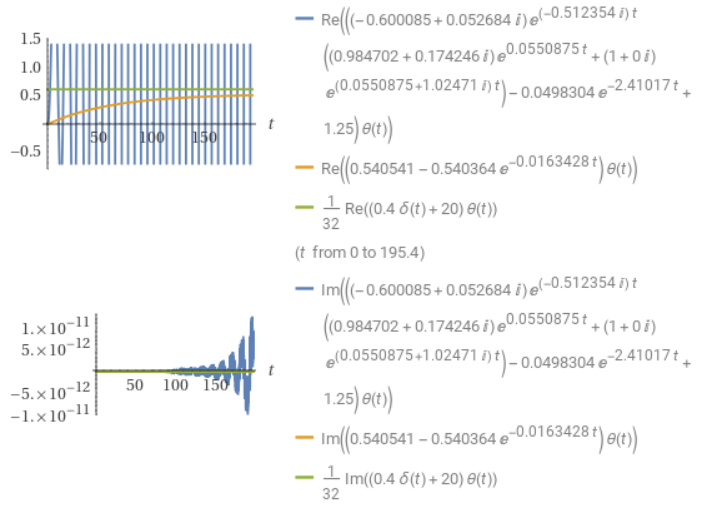 1.5
1.0
0.5
-0.5
50 100 150 t
Re(((−0.600085 + 0.052684 i) e^((−0.512354 i) t)
((0.984702 + 0.174246 i) e^(0.0550875 t) + (1 + 0 i)
e^((0.0550875+1.02471 i) t)) − 0.0498304 e^(−2.41017 t) +
1.25) θ(t))
Re((0.540541 − 0.540364 e^(−0.0163428 t)) θ(t))
1/32 Re((0.4 δ(t) + 20) θ(t))
(t from 0 to 195.4)
1.×10^−11
5.×10^−12
−5.×10^−12
−1.×10^−11
50 100 150 t
Im(((−0.600085 + 0.052684 i) e^((−0.512354 i) t)
((0.984702 + 0.174246 i) e^(0.0550875 t) + (1 + 0 i)
e^((0.0550875+1.02471 i) t)) − 0.0498304 e^(−2.41017 t) +
1.25) θ(t))
Im((0.540541 − 0.540364 e^(−0.0163428 t)) θ(t))
1/32 Im((0.4 δ(t) + 20) θ(t))